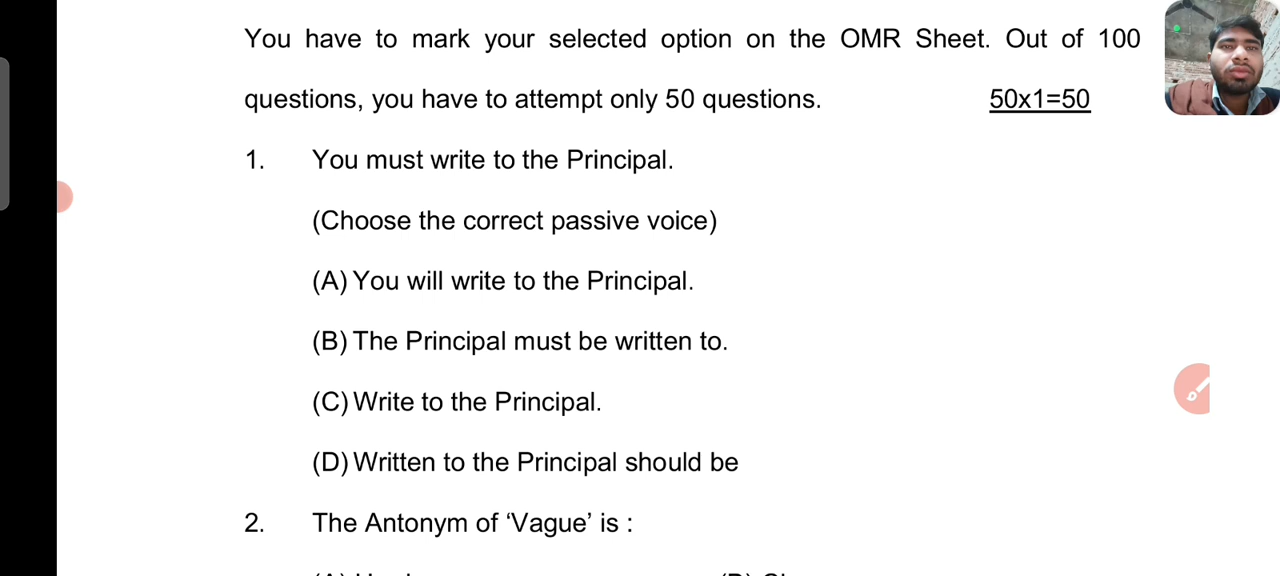 You have to mark your selected option on the OMR Sheet. Out of 100
questions, you have to attempt only 50 questions. 50x1=50
1. You must write to the Principal.
(Choose the correct passive voice)
(A) You will write to the Principal.
(B) The Principal must be written to.
(C) Write to the Principal.
(D) Written to the Principal should be
2. The Antonym of ‘Vague’ is :